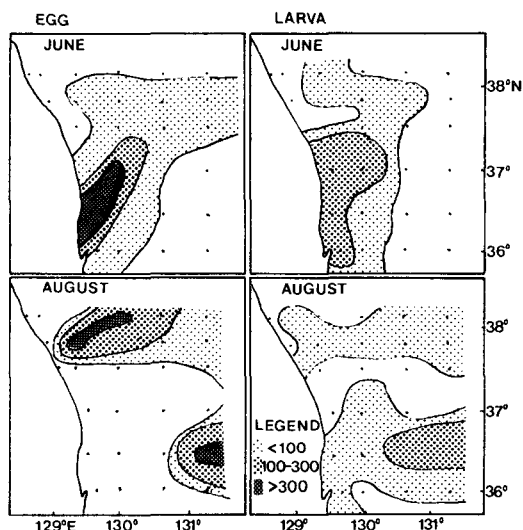 EGG
LARVA
JUNE
JUNE
38°N
37°
36°
AUGUST
AUGUST
38°
37°
36°
LEGEND
<100
100-300
>300
129°E 130° 131°
129° 130° 131°